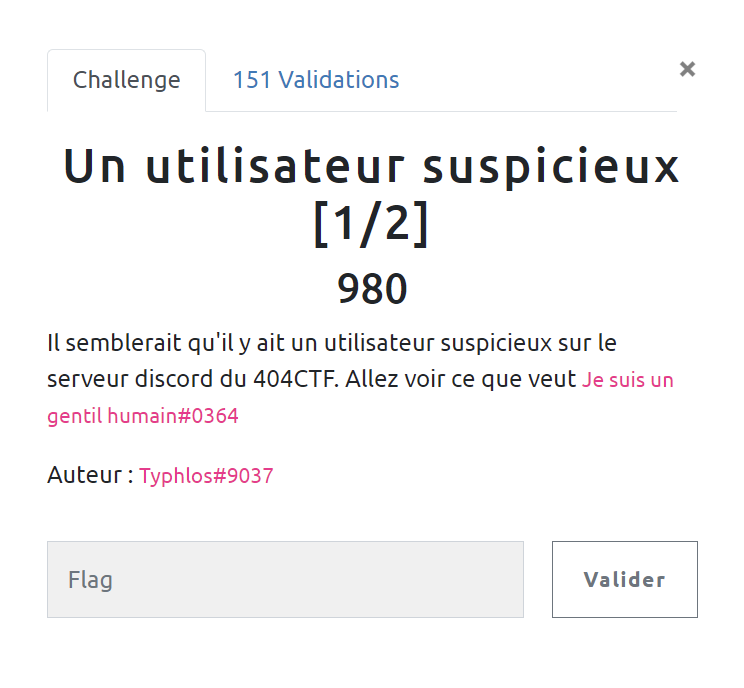 Challenge
151 Validations
×
Un utilisateur suspicieux
[1/2]
980
Il semblerait qu'il y ait un utilisateur suspicieux sur le
serveur discord du 404CTF. Allez voir ce que veut Je suis un
gentil humain#0364
Auteur : Typhlos#9037
Flag
Valider